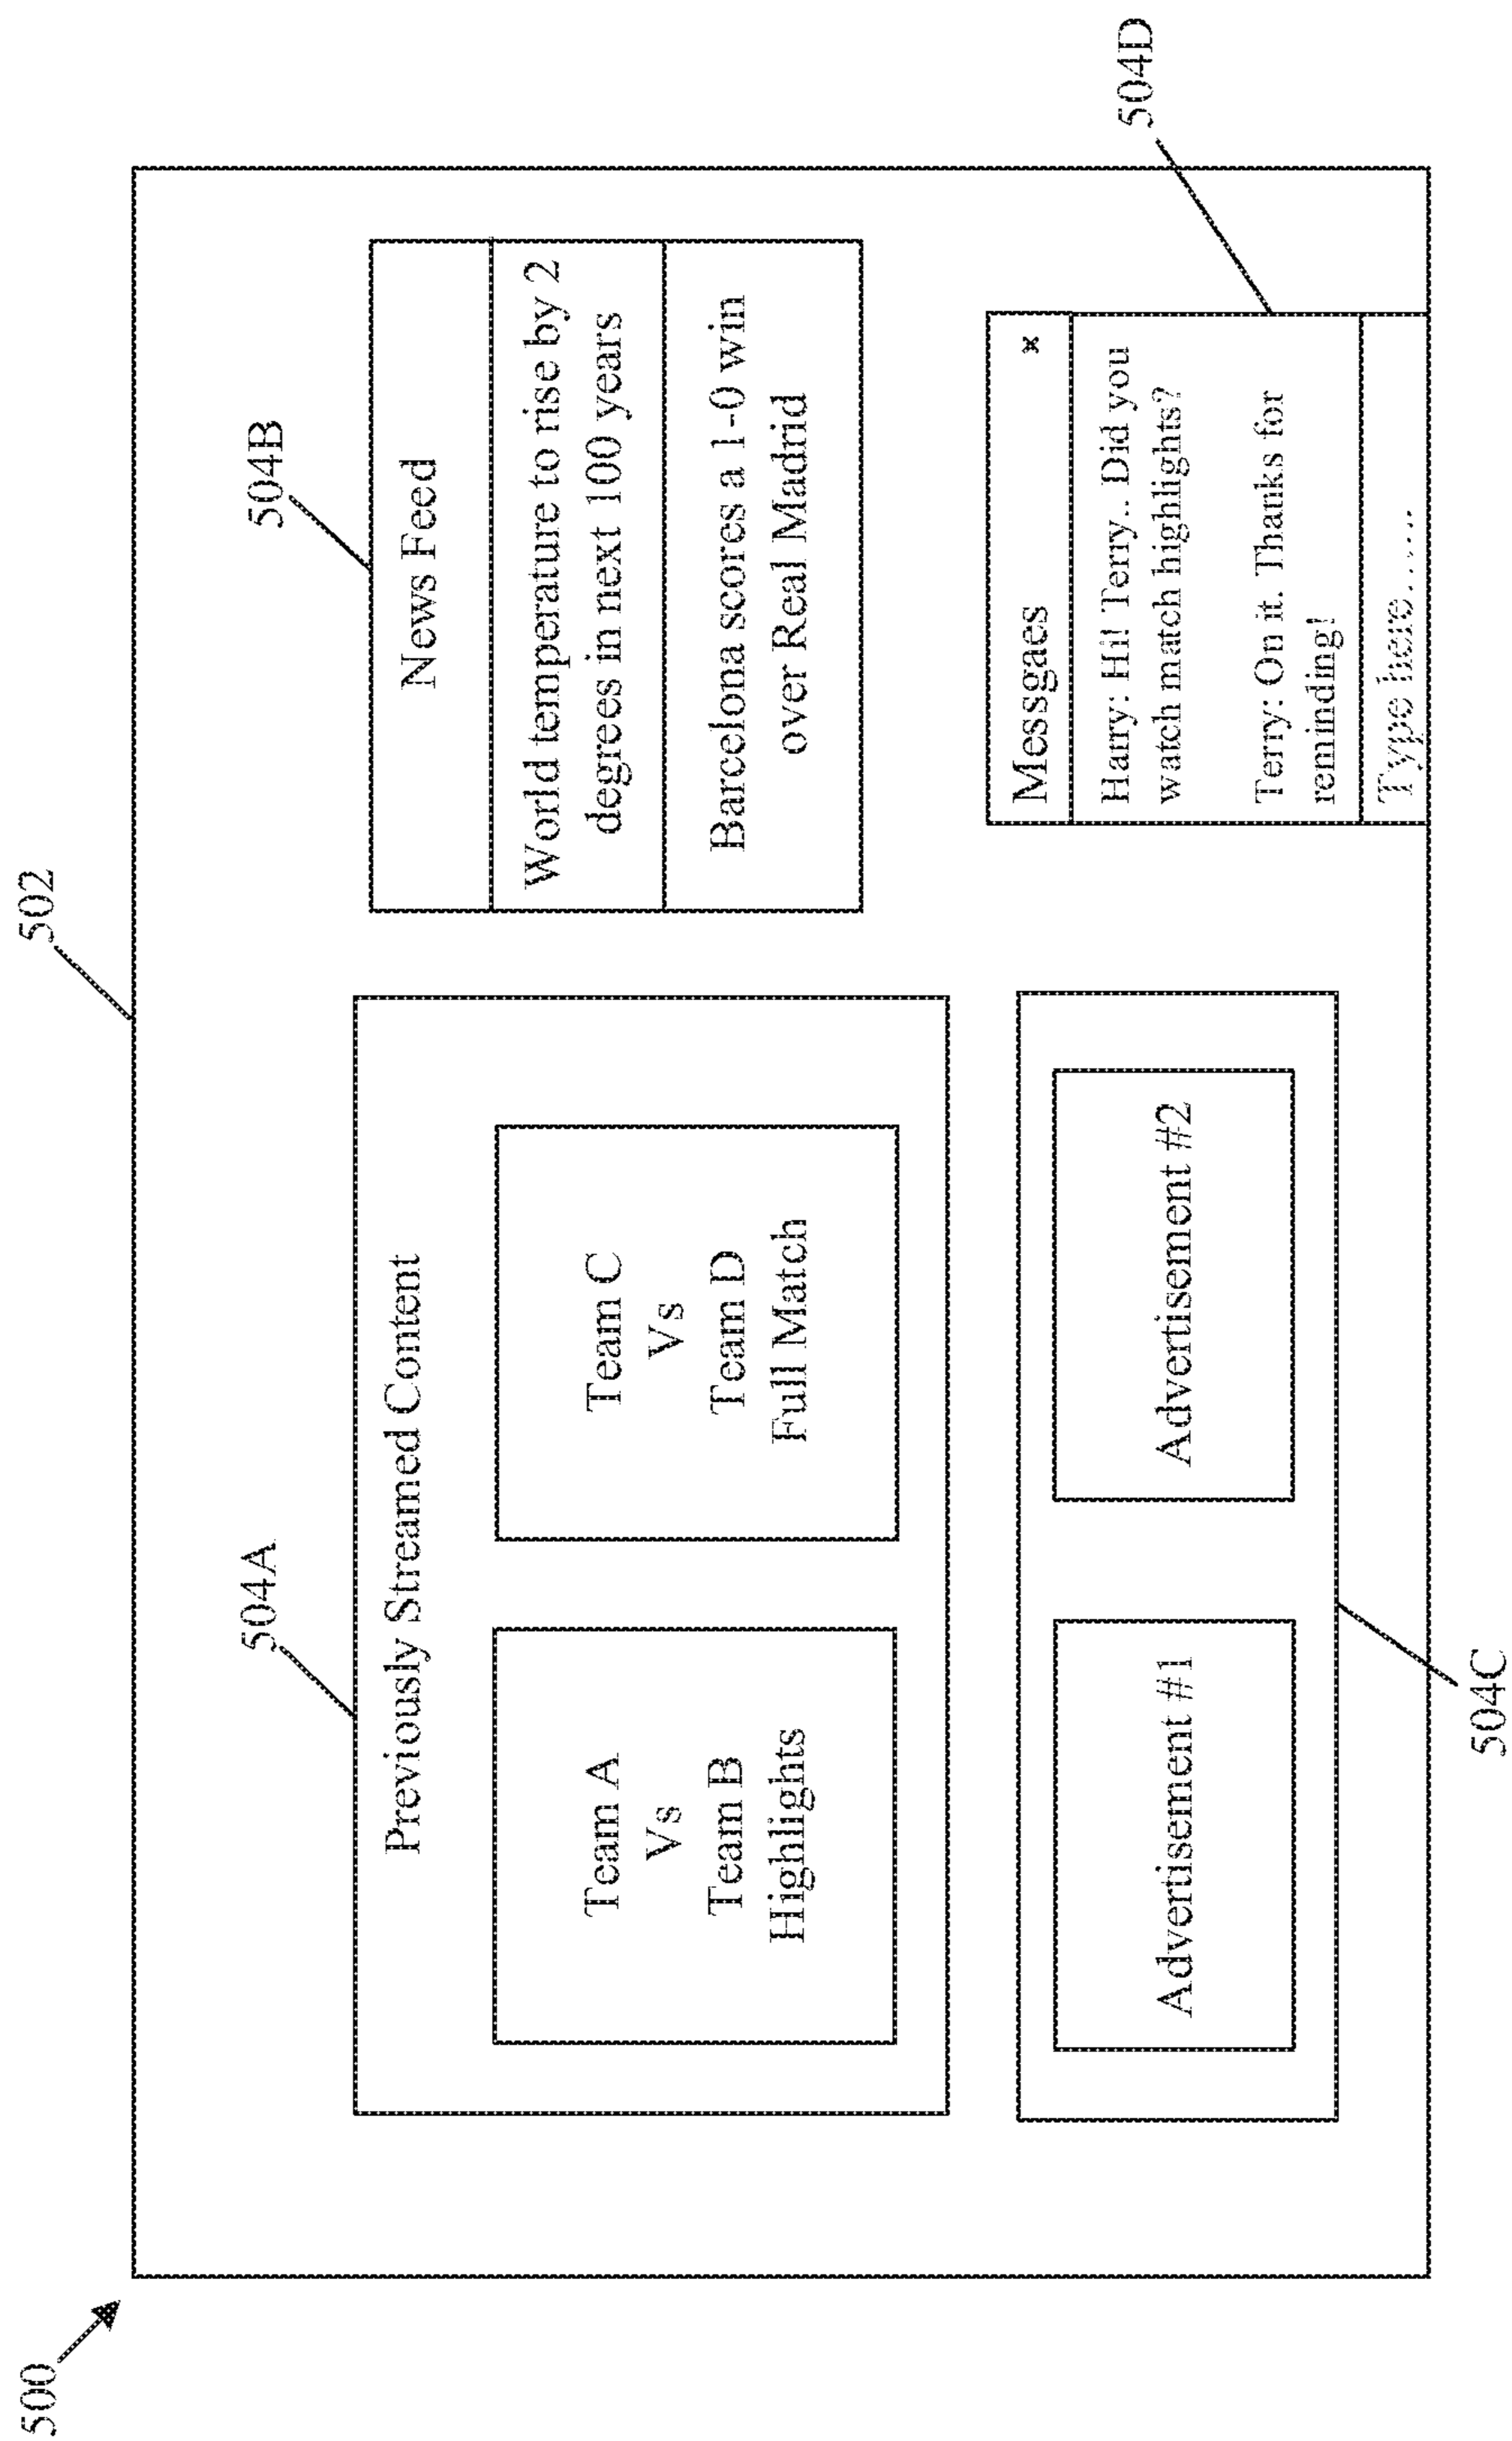 500
502
504A
Previously Streamed Content
Team A
Vs
Team B
Highlights
Team C
Vs
Team D
Full Match
504B
News Feed
World temperature to rise by 2
degrees in next 100 years
Barcelona scores a 1-0 win
over Real Madrid
Advertisement #1
Advertisement #2
504C
Messgaes
×
Harry: Hi! Terry.. Did you
watch match highlights?
Terry: On it. Thanks for
reminding!
Type here......
504D